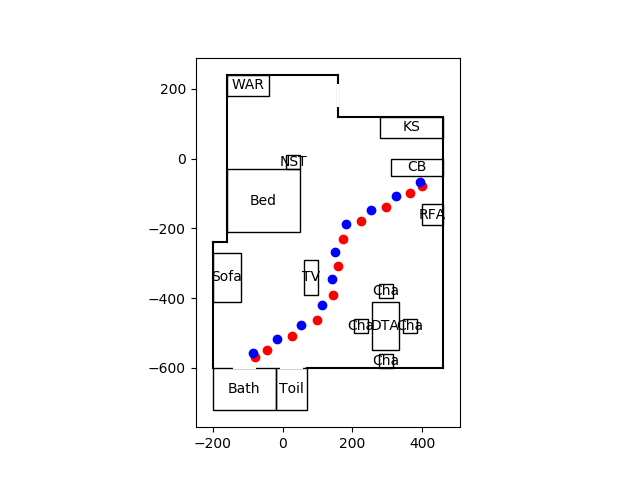 200
0
−200
−400
−600
−200
0
200
400
WAR
KS
NST
CB
Bed
RFA
Sofa
TV
Cha
Cha
DTA
Cha
Cha
Bath
Toil